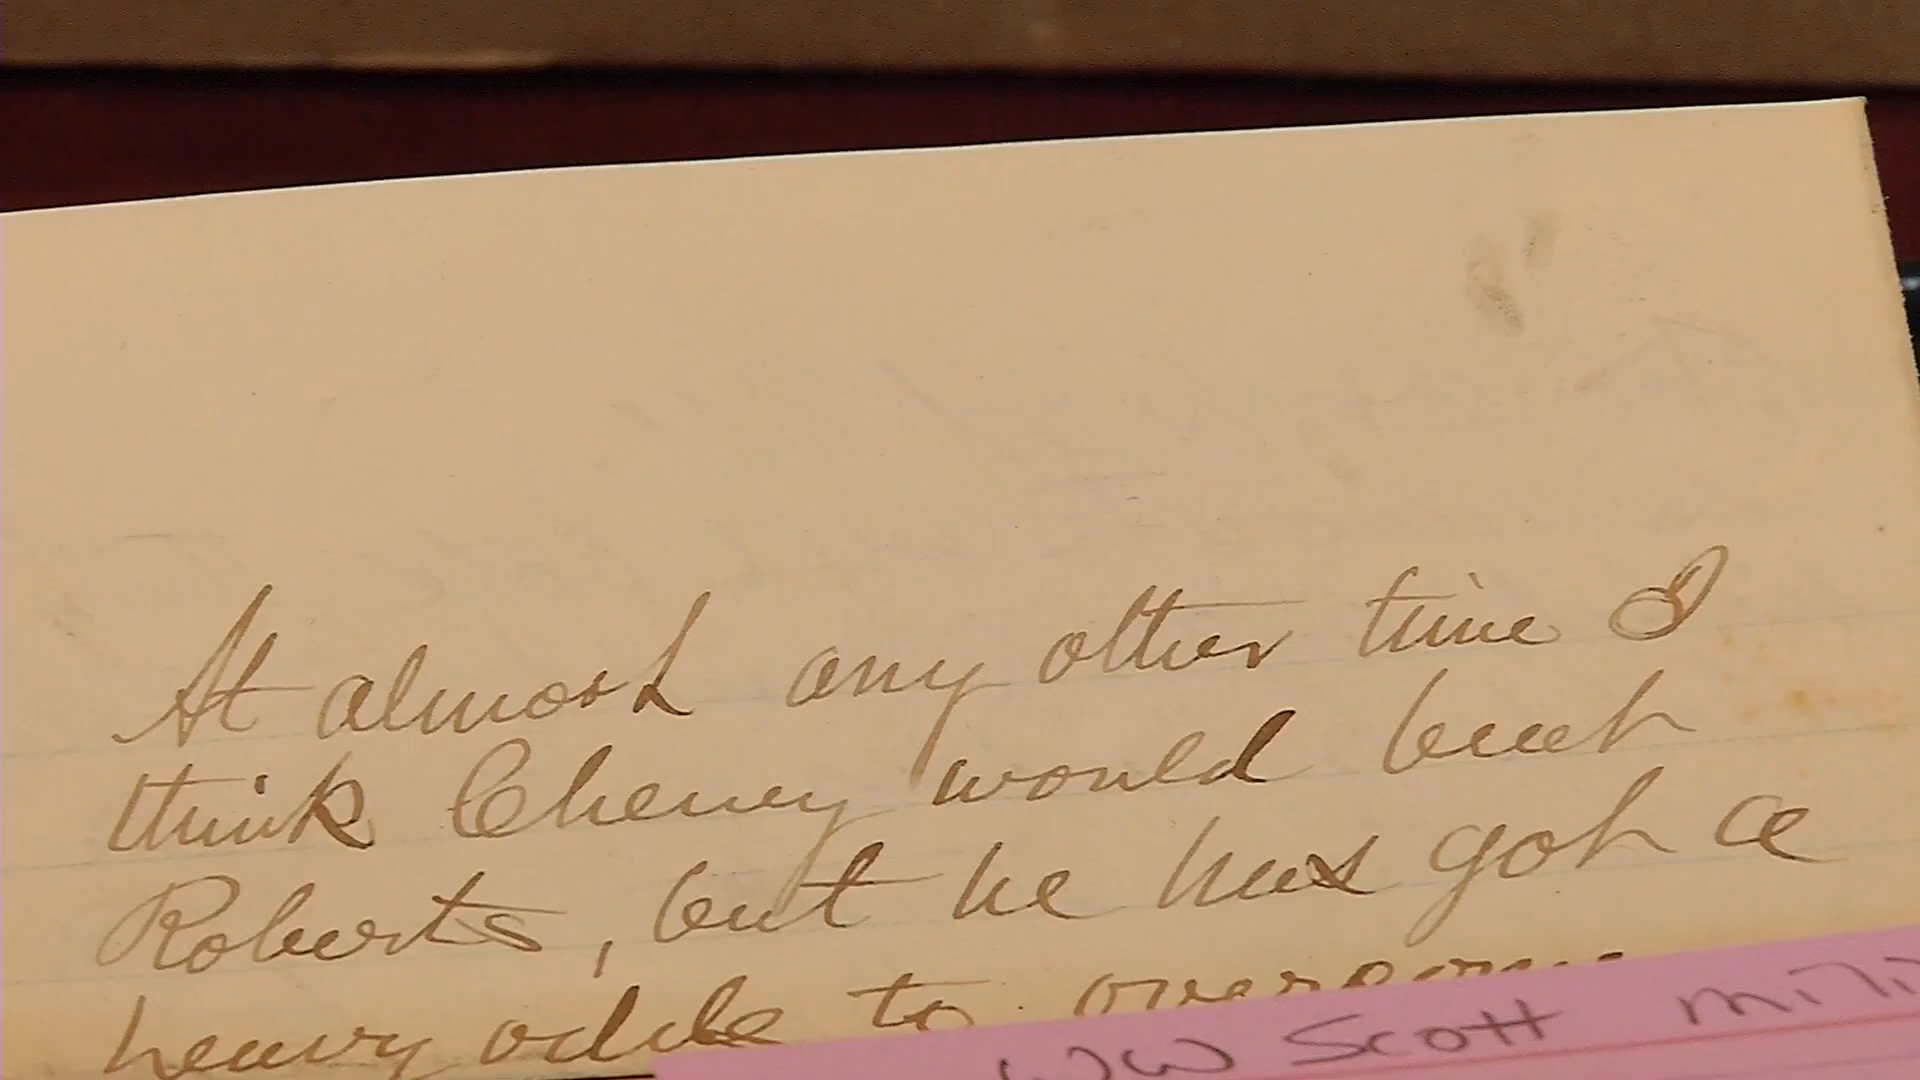 At almost any other time I
think Cheney would beat
Roberts, but he has got a
heavy odds to overcome
WW Scott